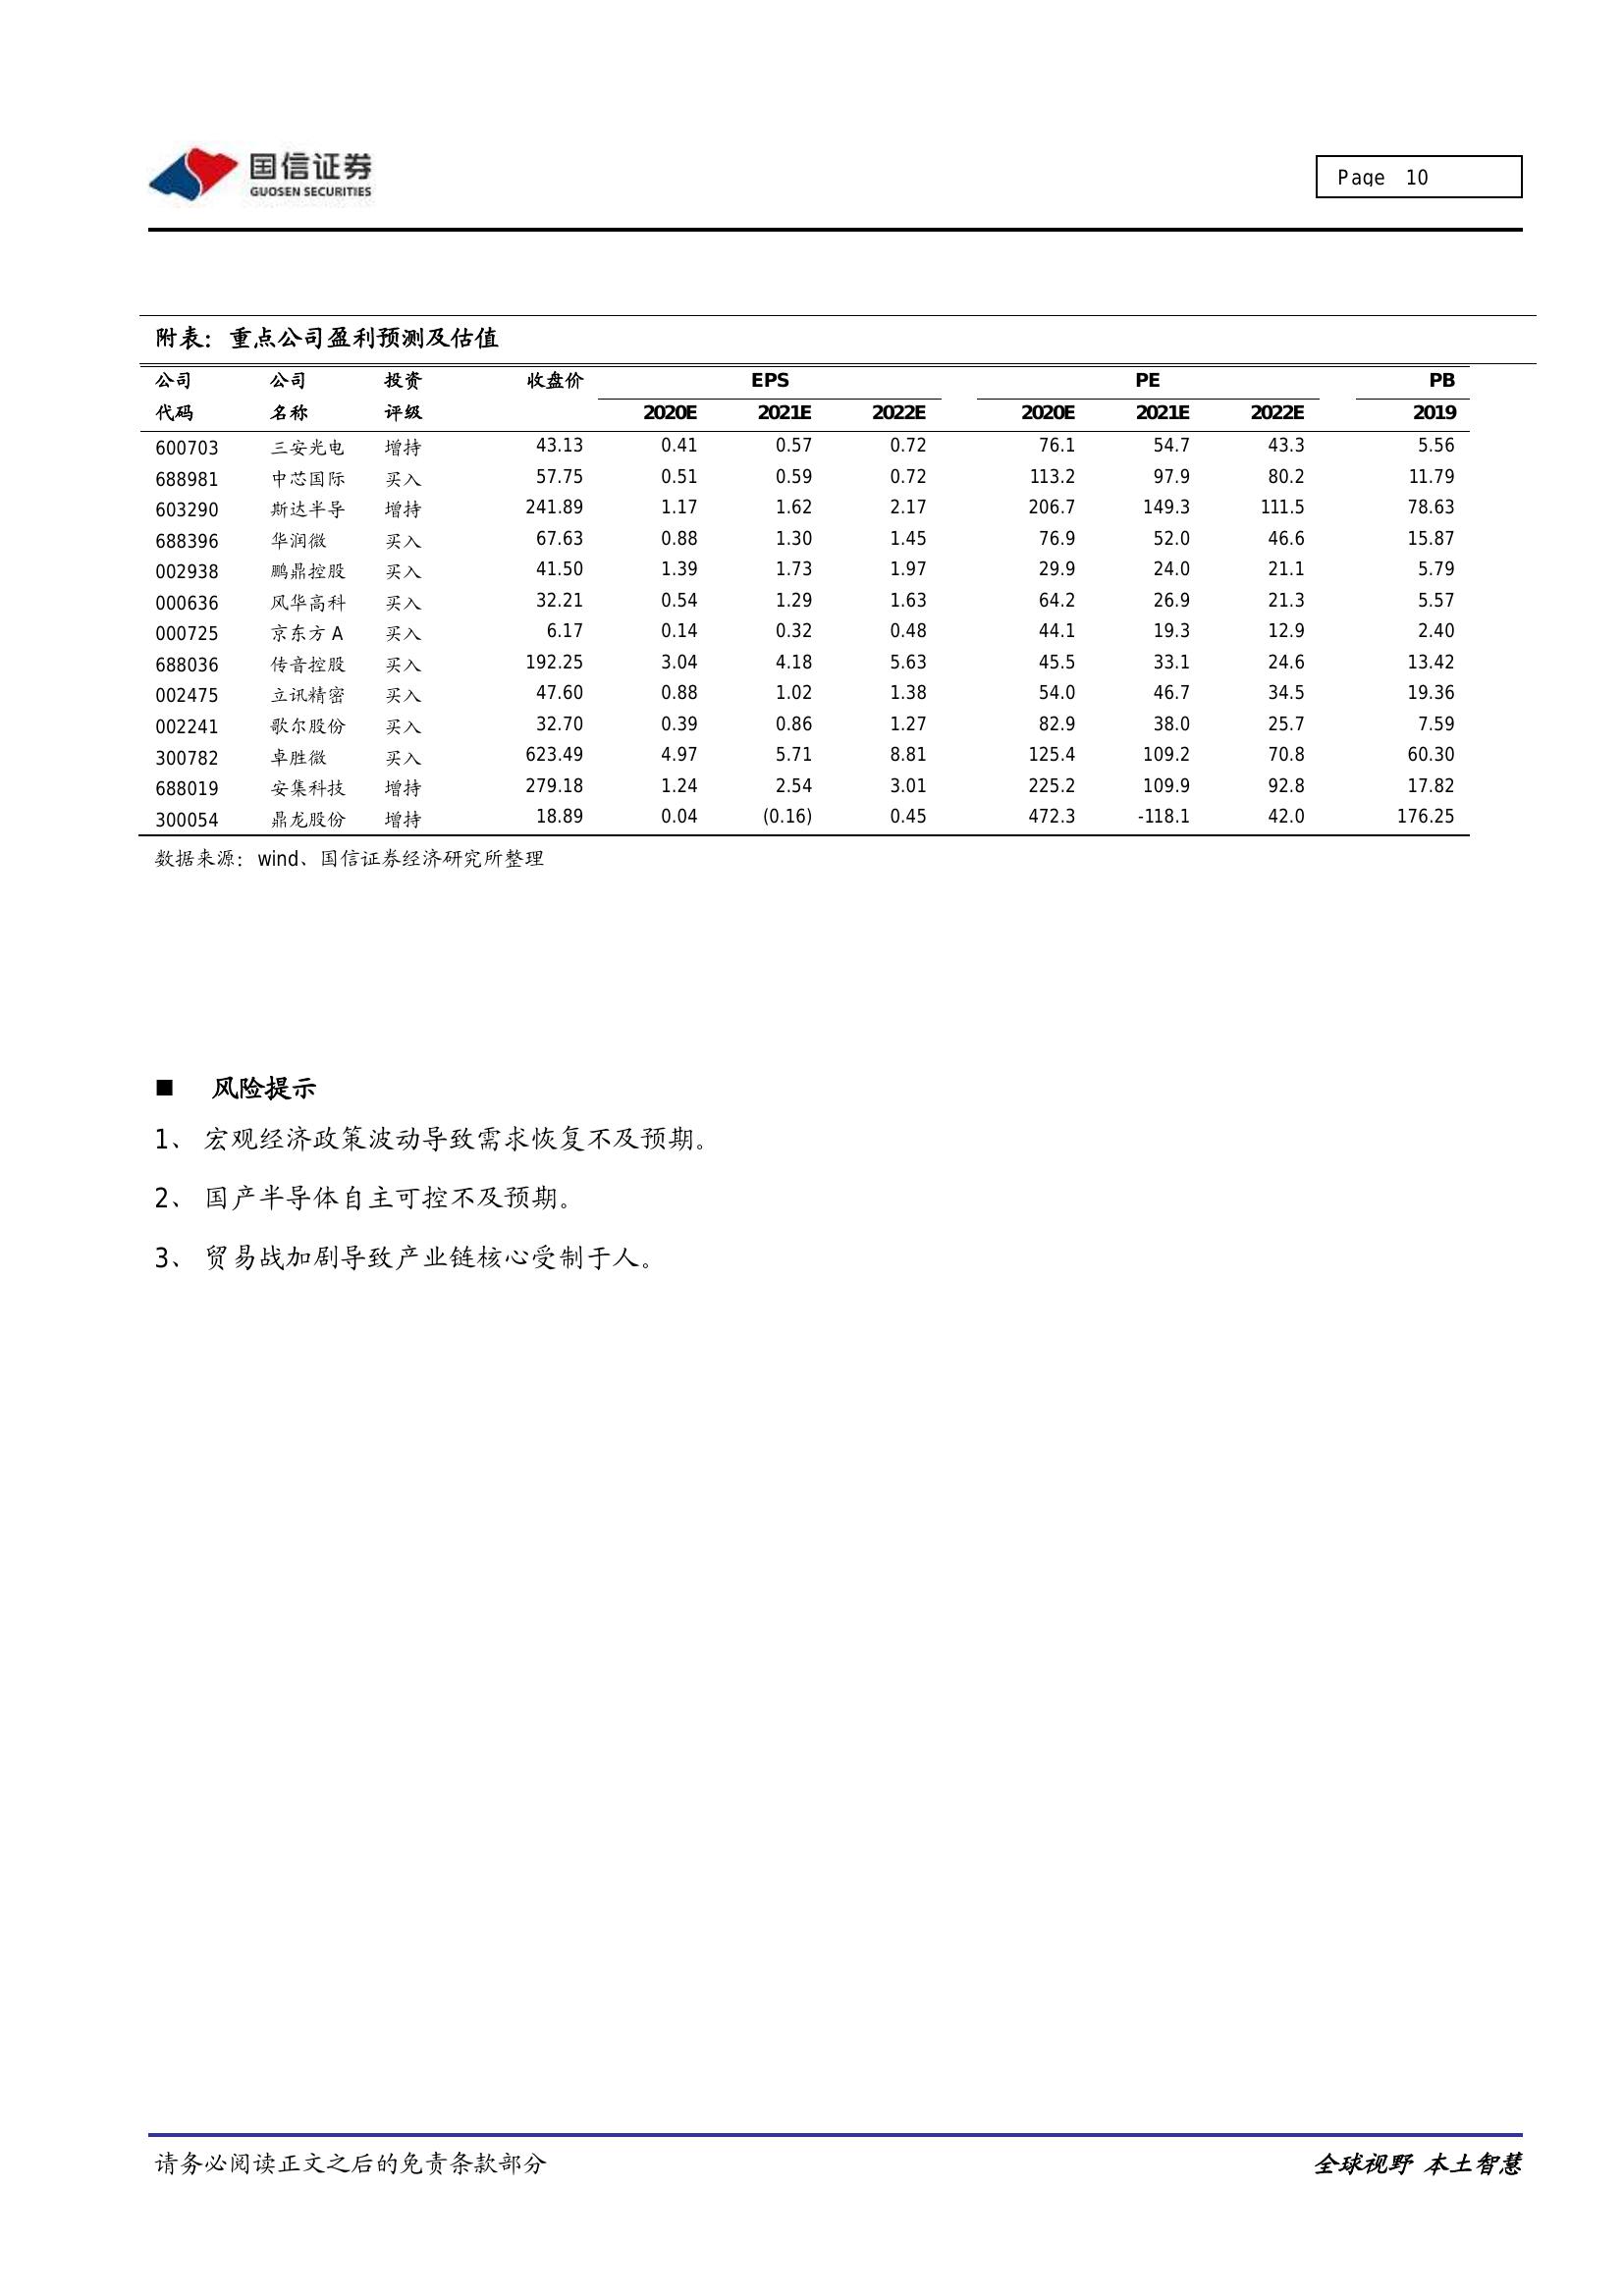 国信证券
GUOSEN SECURITIES
Page 10
附表：重点公司盈利预测及估值
公司 公司 投资 收盘价 EPS PE PB
代码 名称 评级 2020E 2021E 2022E 2020E 2021E 2022E 2019
600703 三安光电 增持 43.13 0.41 0.57 0.72 76.1 54.7 43.3 5.56
688981 中芯国际 买入 57.75 0.51 0.59 0.72 113.2 97.9 80.2 11.79
603290 斯达半导 增持 241.89 1.17 1.62 2.17 206.7 149.3 111.5 78.63
688396 华润微 买入 67.63 0.88 1.30 1.45 76.9 52.0 46.6 15.87
002938 鹏鼎控股 买入 41.50 1.39 1.73 1.97 29.9 24.0 21.1 5.79
000636 风华高科 买入 32.21 0.54 1.29 1.63 64.2 26.9 21.3 5.57
000725 京东方 A 买入 6.17 0.14 0.32 0.48 44.1 19.3 12.9 2.40
688036 传音控股 买入 192.25 3.04 4.18 5.63 45.5 33.1 24.6 13.42
002475 立讯精密 买入 47.60 0.88 1.02 1.38 54.0 46.7 34.5 19.36
002241 歌尔股份 买入 32.70 0.39 0.86 1.27 82.9 38.0 25.7 7.59
300782 卓胜微 买入 623.49 4.97 5.71 8.81 125.4 109.2 70.8 60.30
688019 安集科技 增持 279.18 1.24 2.54 3.01 225.2 109.9 92.8 17.82
300054 鼎龙股份 增持 18.89 0.04 (0.16) 0.45 472.3 -118.1 42.0 176.25
数据来源：wind、国信证券经济研究所整理
■ 风险提示
1、 宏观经济政策波动导致需求恢复不及预期。
2、 国产半导体自主可控不及预期。
3、 贸易战加剧导致产业链核心受制于人。
请务必阅读正文之后的免责条款部分 全球视野 本土智慧